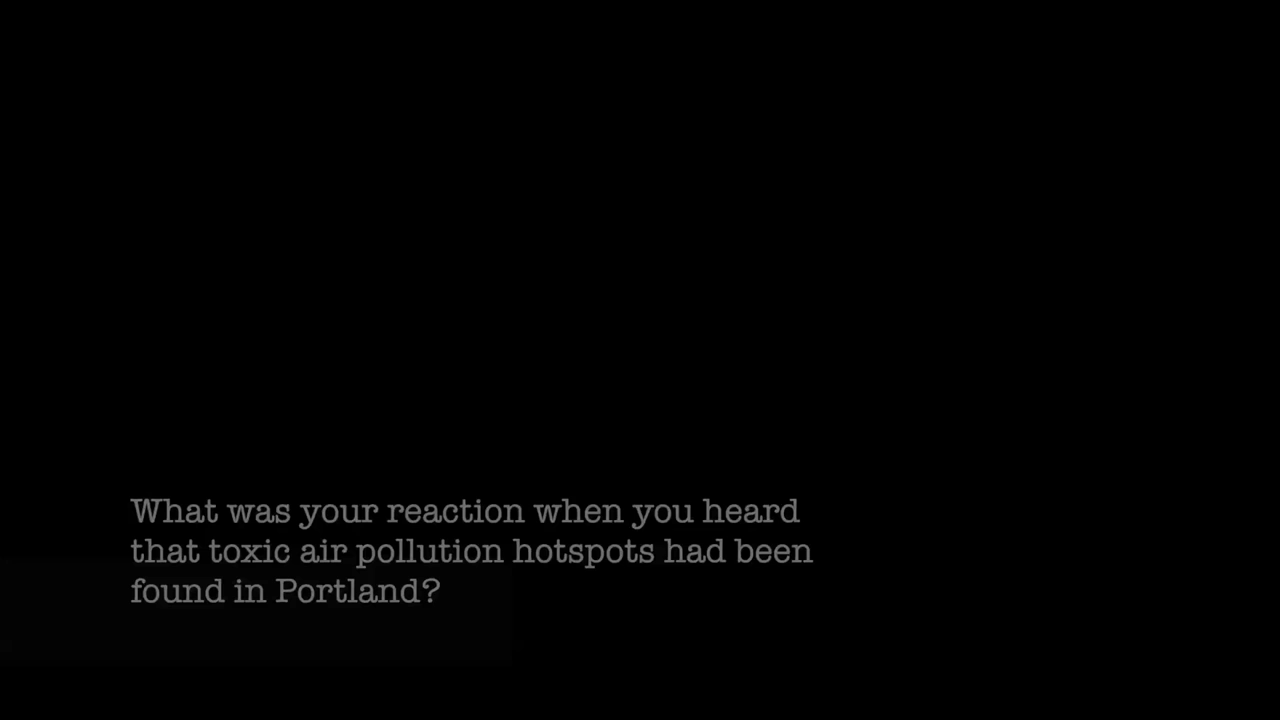 What was your reaction when you heard
that toxic air pollution hotspots had been
found in Portland?